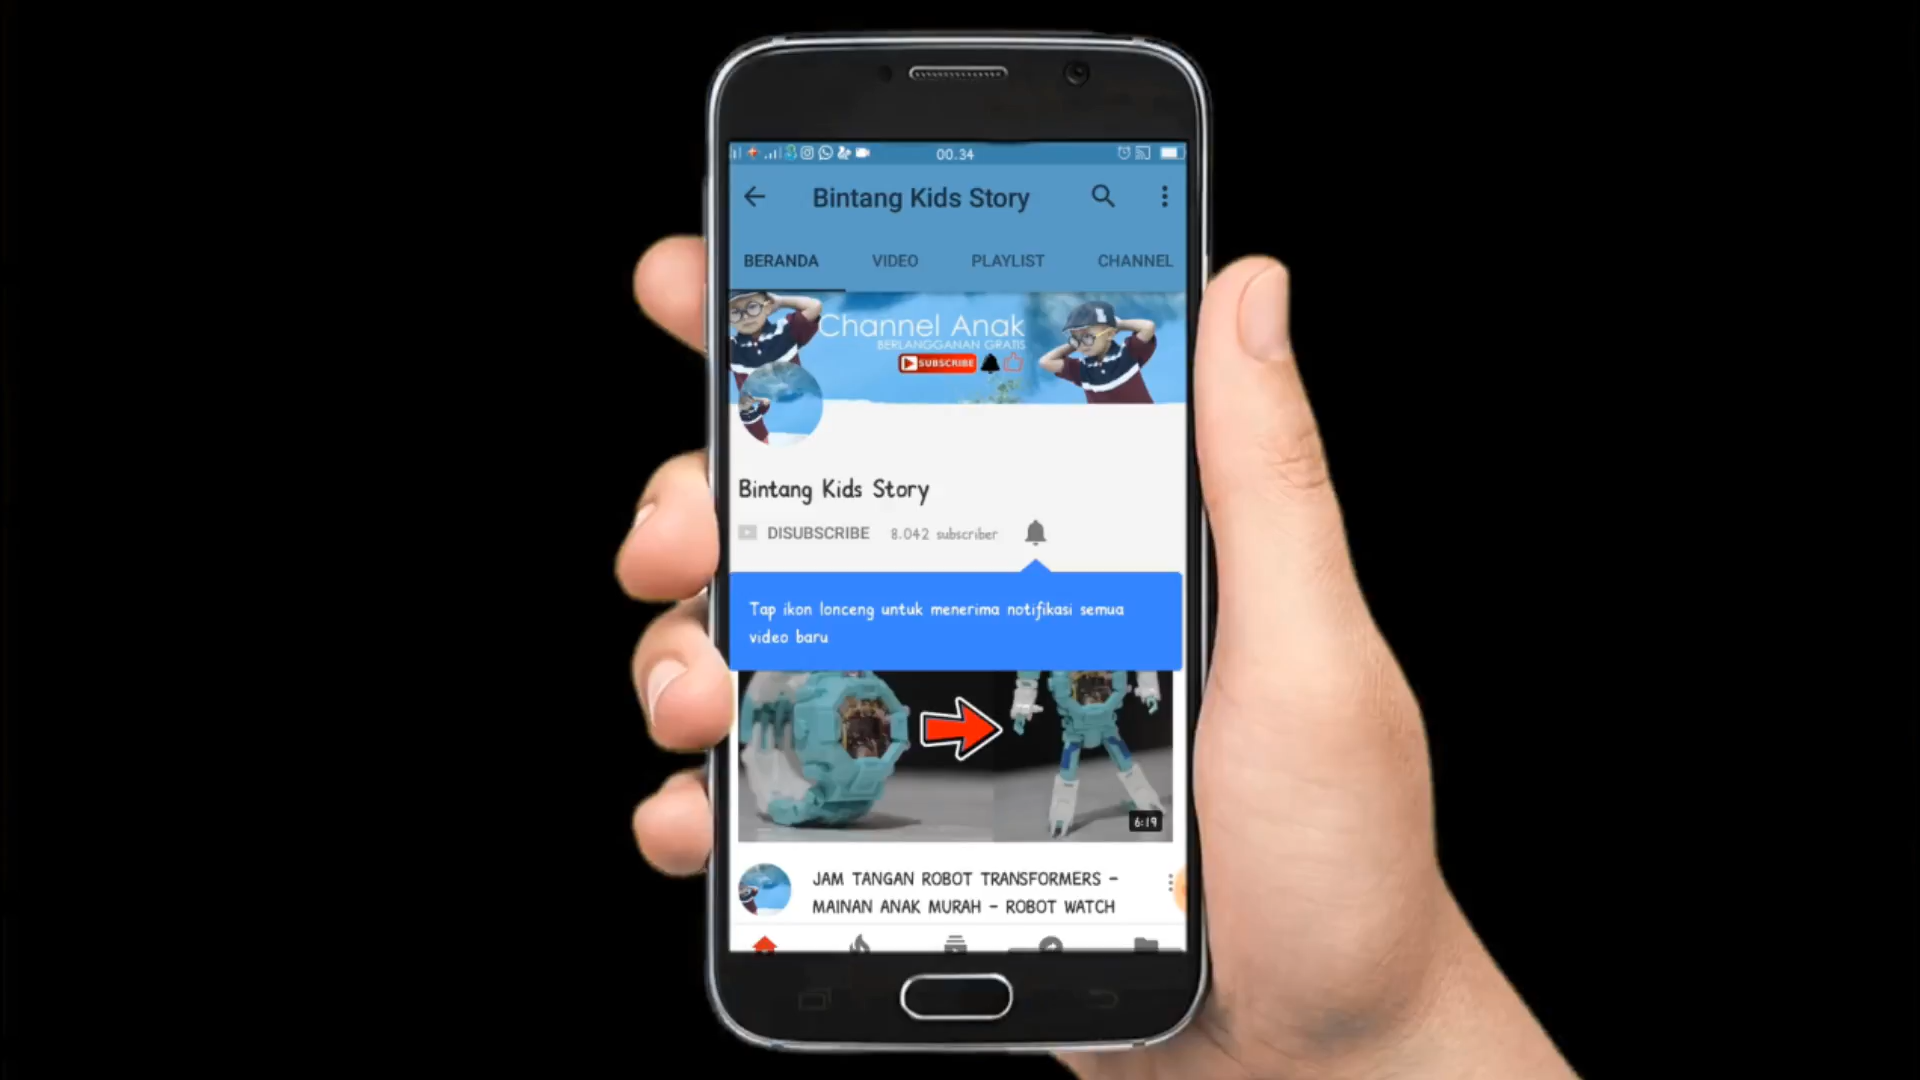 00.34
Bintang Kids Story
BERANDA VIDEO PLAYLIST CHANNEL
Channel Anak
BERLANGGANAN GRATIS
SUBSCRIBE
Bintang Kids Story
DISUBSCRIBE 8.042 subscriber
Tap ikon lonceng untuk menerima notifikasi semua
video baru
6:19
JAM TANGAN ROBOT TRANSFORMERS -
MAINAN ANAK MURAH - ROBOT WATCH